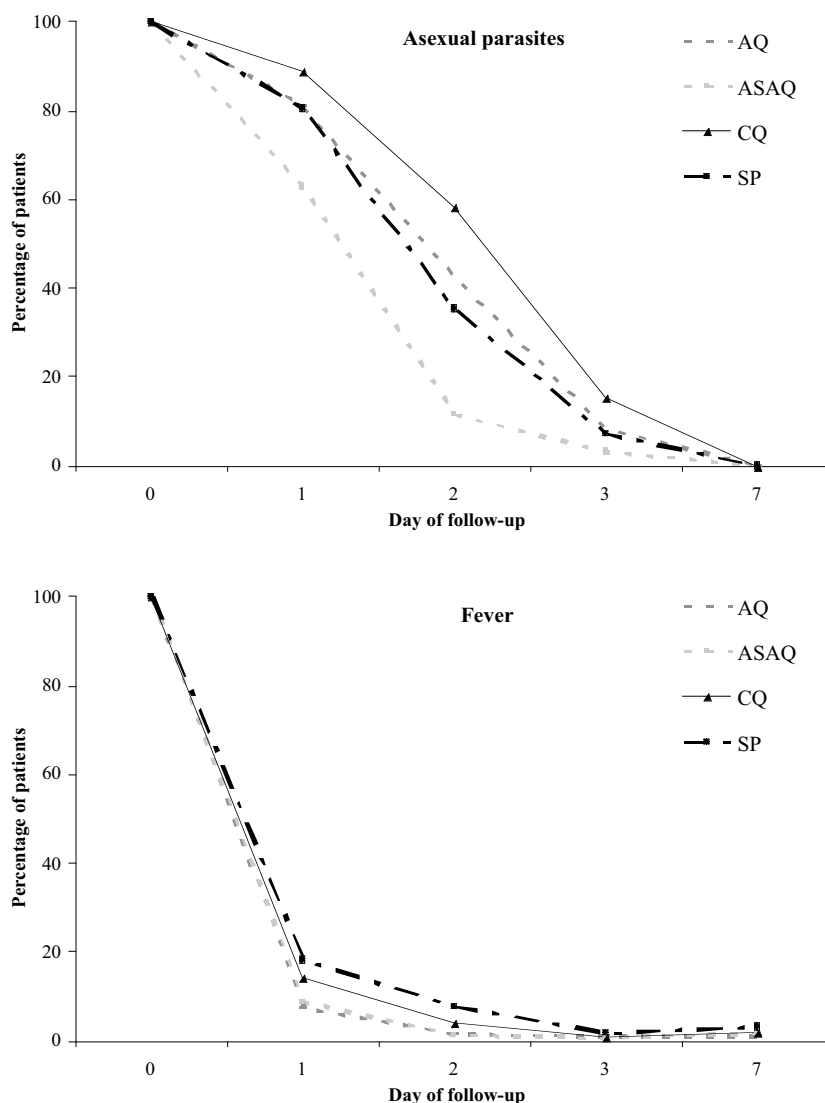 Asexual parasites
AQ
ASAQ
CQ
SP
Percentage of patients
100
80
60
40
20
0
0 1 2 3 7
Day of follow-up
Fever
AQ
ASAQ
CQ
SP
Percentage of patients
100
80
60
40
20
0
0 1 2 3 7
Day of follow-up